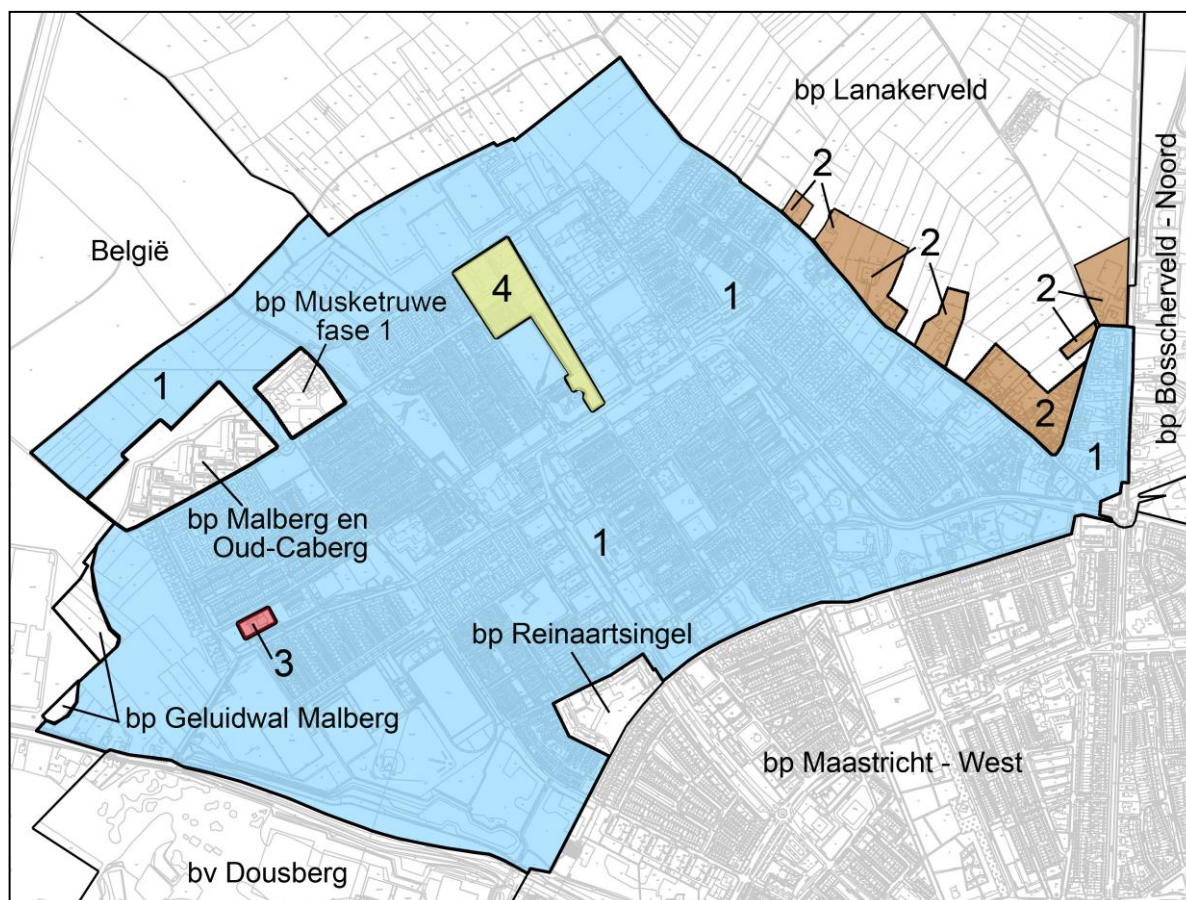 bp Lanakerveld
2
2
België
bp Bosscherveld - Noord
4
1
2
bp Musketruwe
fase 1
1
2
1
bp Malberg en
Oud-Caberg
1
bp Reinaartsingel
3
bp Geluidwal Malberg
bp Maastricht - West
bv Dousberg